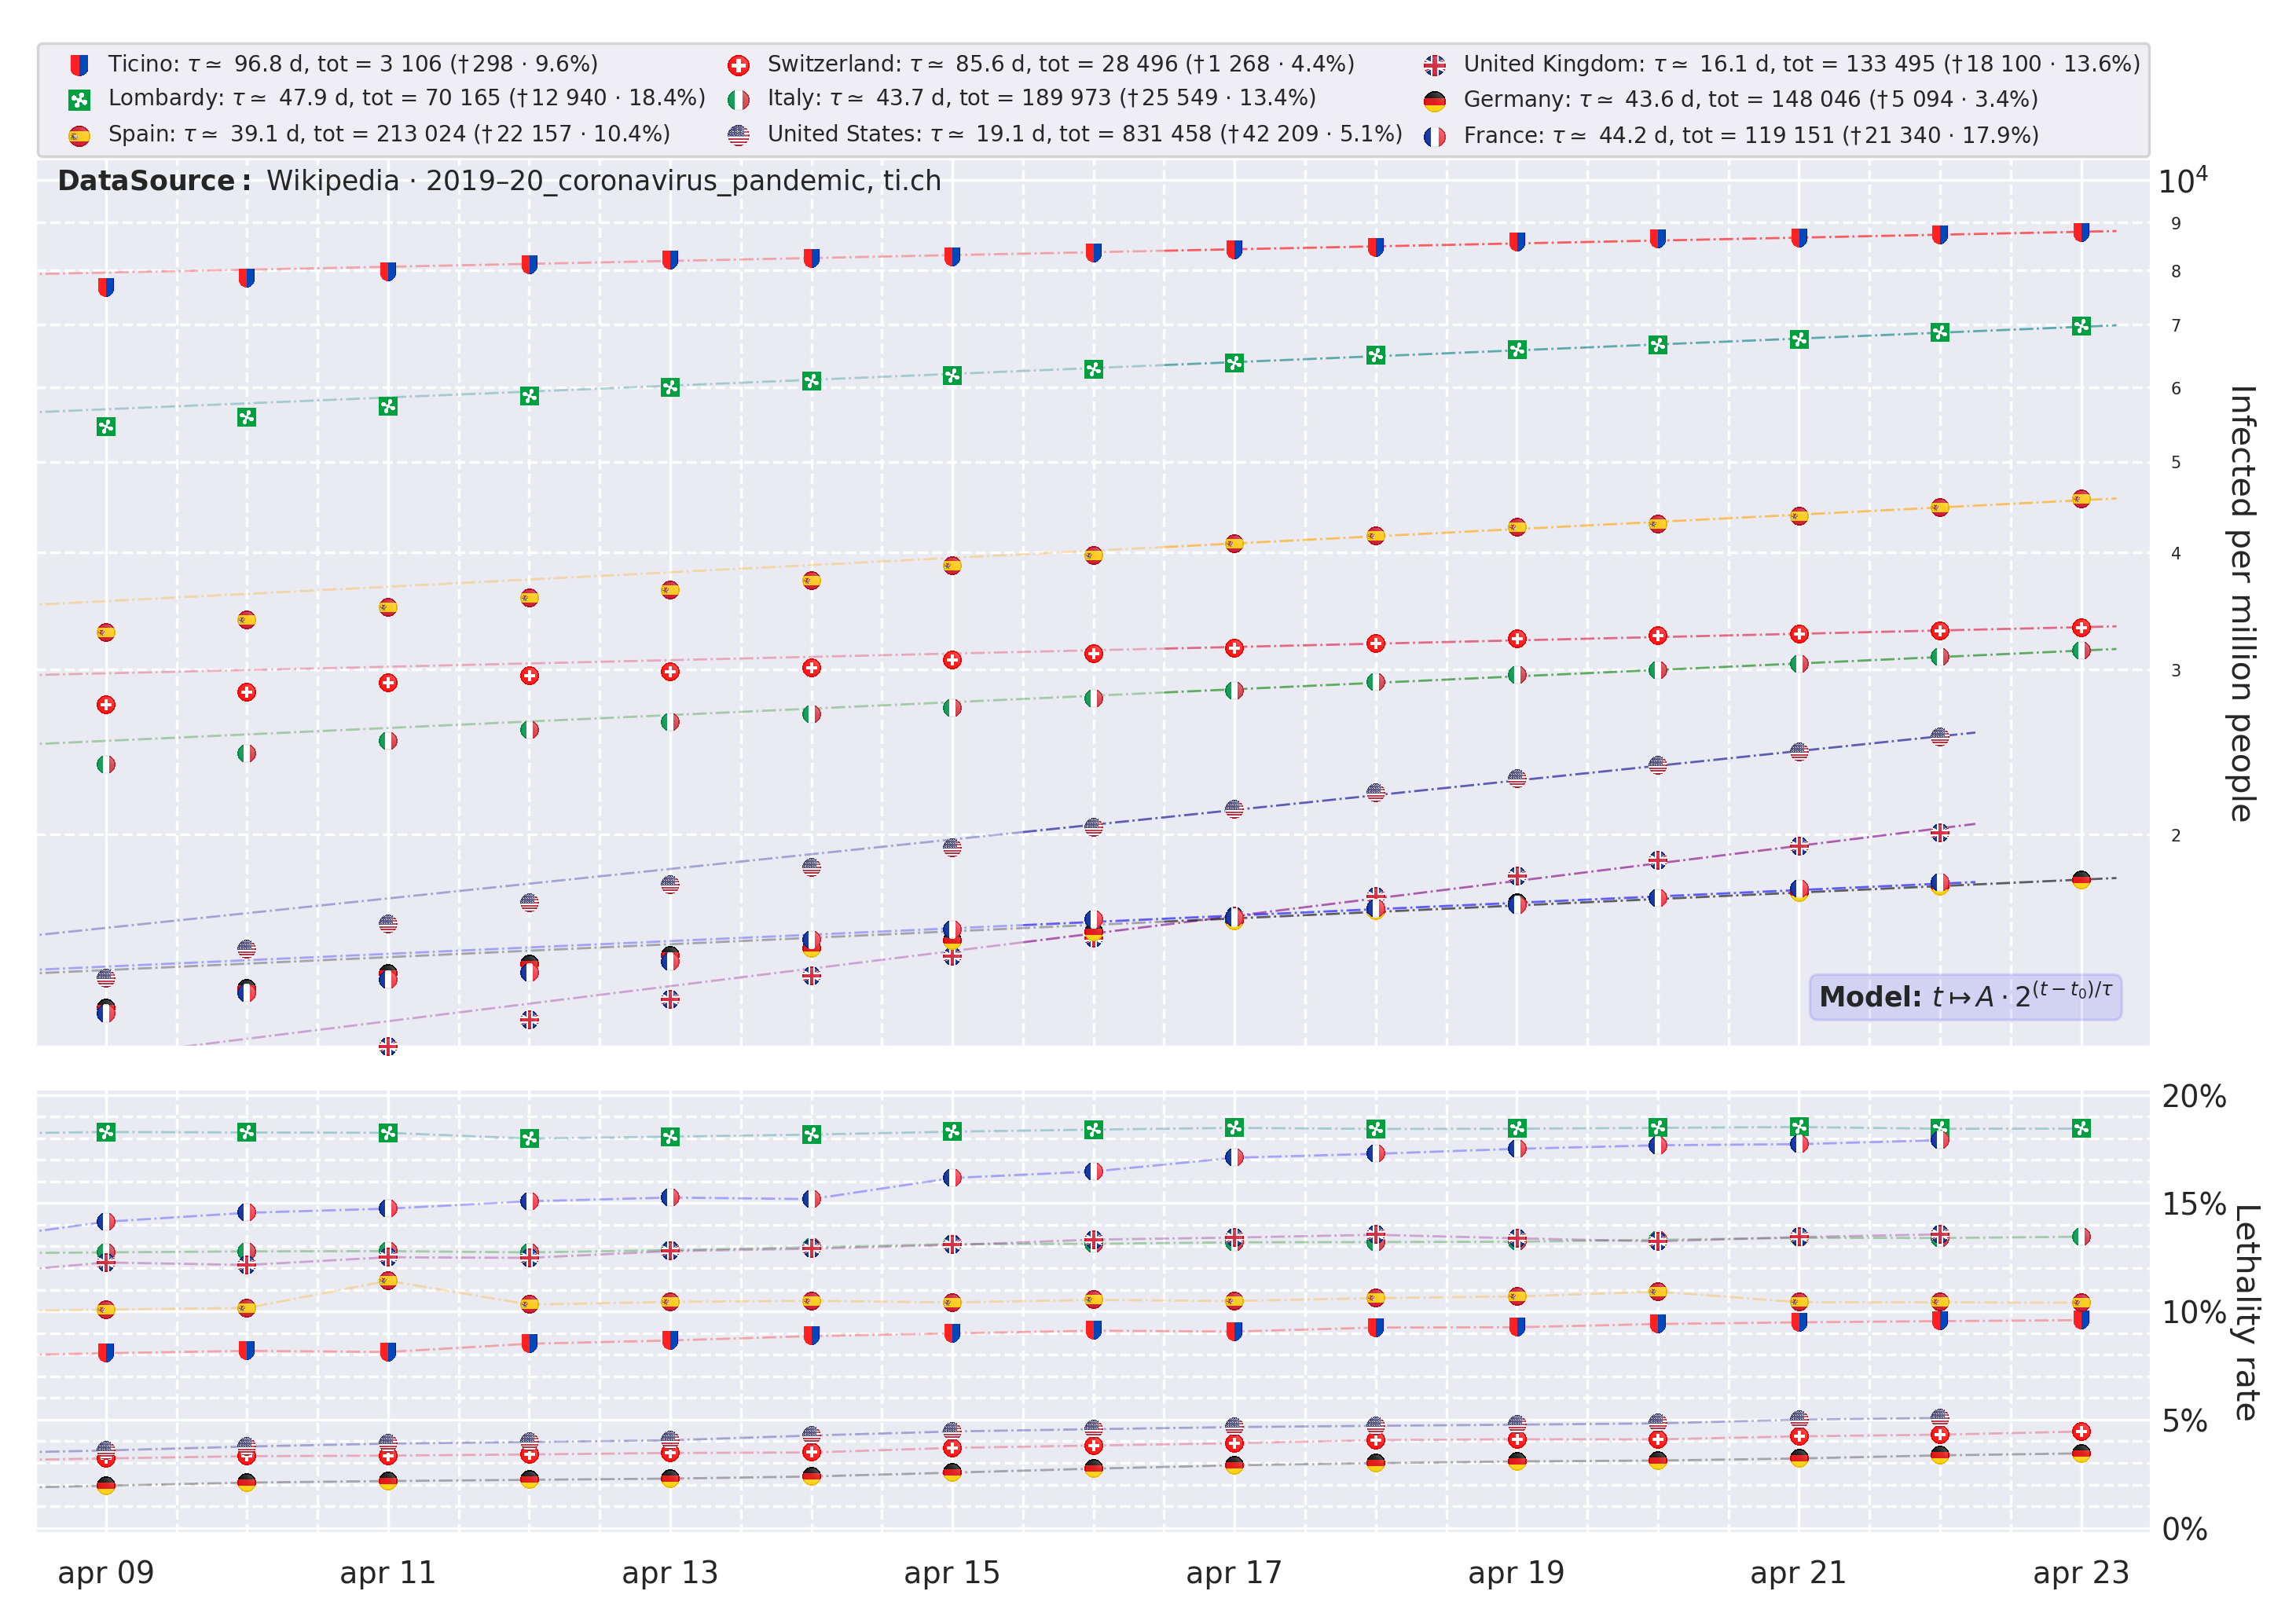 Ticino: τ ≃ 96.8 d, tot = 3 106 (†298 · 9.6%)
Switzerland: τ ≃ 85.6 d, tot = 28 496 (†1 268 · 4.4%)
United Kingdom: τ ≃ 16.1 d, tot = 133 495 (†18 100 · 13.6%)
Lombardy: τ ≃ 47.9 d, tot = 70 165 (†12 940 · 18.4%)
Italy: τ ≃ 43.7 d, tot = 189 973 (†25 549 · 13.4%)
Germany: τ ≃ 43.6 d, tot = 148 046 (†5 094 · 3.4%)
Spain: τ ≃ 39.1 d, tot = 213 024 (†22 157 · 10.4%)
United States: τ ≃ 19.1 d, tot = 831 458 (†42 209 · 5.1%)
France: τ ≃ 44.2 d, tot = 119 151 (†21 340 · 17.9%)
DataSource: Wikipedia · 2019–20_coronavirus_pandemic, ti.ch
10⁴
9
8
7
6
5
4
3
2
Infected per million people
Model: t ↦ A · 2^((t − t₀)/τ)
20%
15%
10%
5%
0%
Lethality rate
apr 09
apr 11
apr 13
apr 15
apr 17
apr 19
apr 21
apr 23